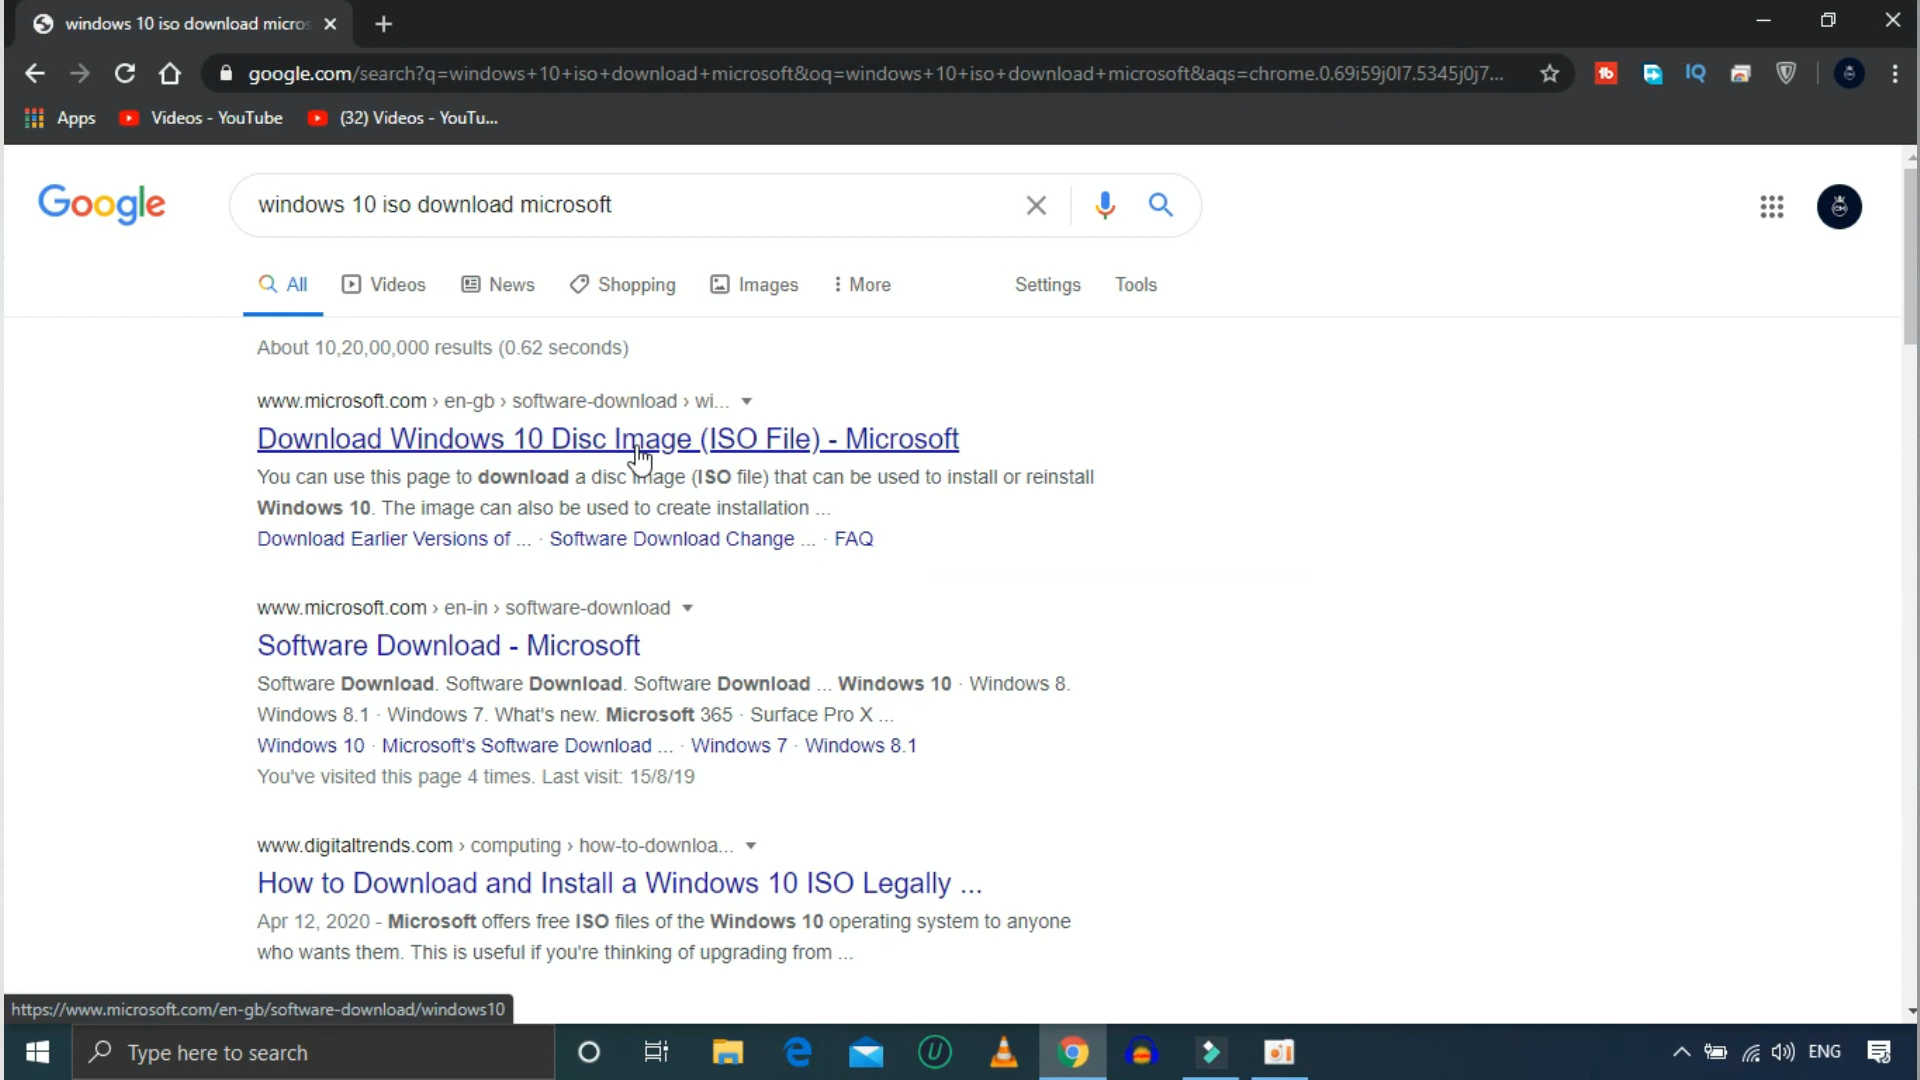 windows 10 iso download micros
google.com/search?q=windows+10+iso+download+microsoft&oq=windows+10+iso+download+microsoft&aqs=chrome.0.69i59j0l7.5345j0j7...
Apps Videos - YouTube (32) Videos - YouTu...
Google windows 10 iso download microsoft
All Videos News Shopping Images More Settings Tools
About 10,20,00,000 results (0.62 seconds)
www.microsoft.com › en-gb › software-download › wi...
Download Windows 10 Disc Image (ISO File) - Microsoft
You can use this page to download a disc image (ISO file) that can be used to install or reinstall
Windows 10. The image can also be used to create installation ...
Download Earlier Versions of ... · Software Download Change ... · FAQ
www.microsoft.com › en-in › software-download
Software Download - Microsoft
Software Download. Software Download. Software Download ... Windows 10 · Windows 8.
Windows 8.1 · Windows 7. What's new. Microsoft 365 · Surface Pro X ...
Windows 10 · Microsoft's Software Download ... · Windows 7 · Windows 8.1
You've visited this page 4 times. Last visit: 15/8/19
www.digitaltrends.com › computing › how-to-downloa...
How to Download and Install a Windows 10 ISO Legally ...
Apr 12, 2020 - Microsoft offers free ISO files of the Windows 10 operating system to anyone
who wants them. This is useful if you're thinking of upgrading from ...
https://www.microsoft.com/en-gb/software-download/windows10
Type here to search ENG